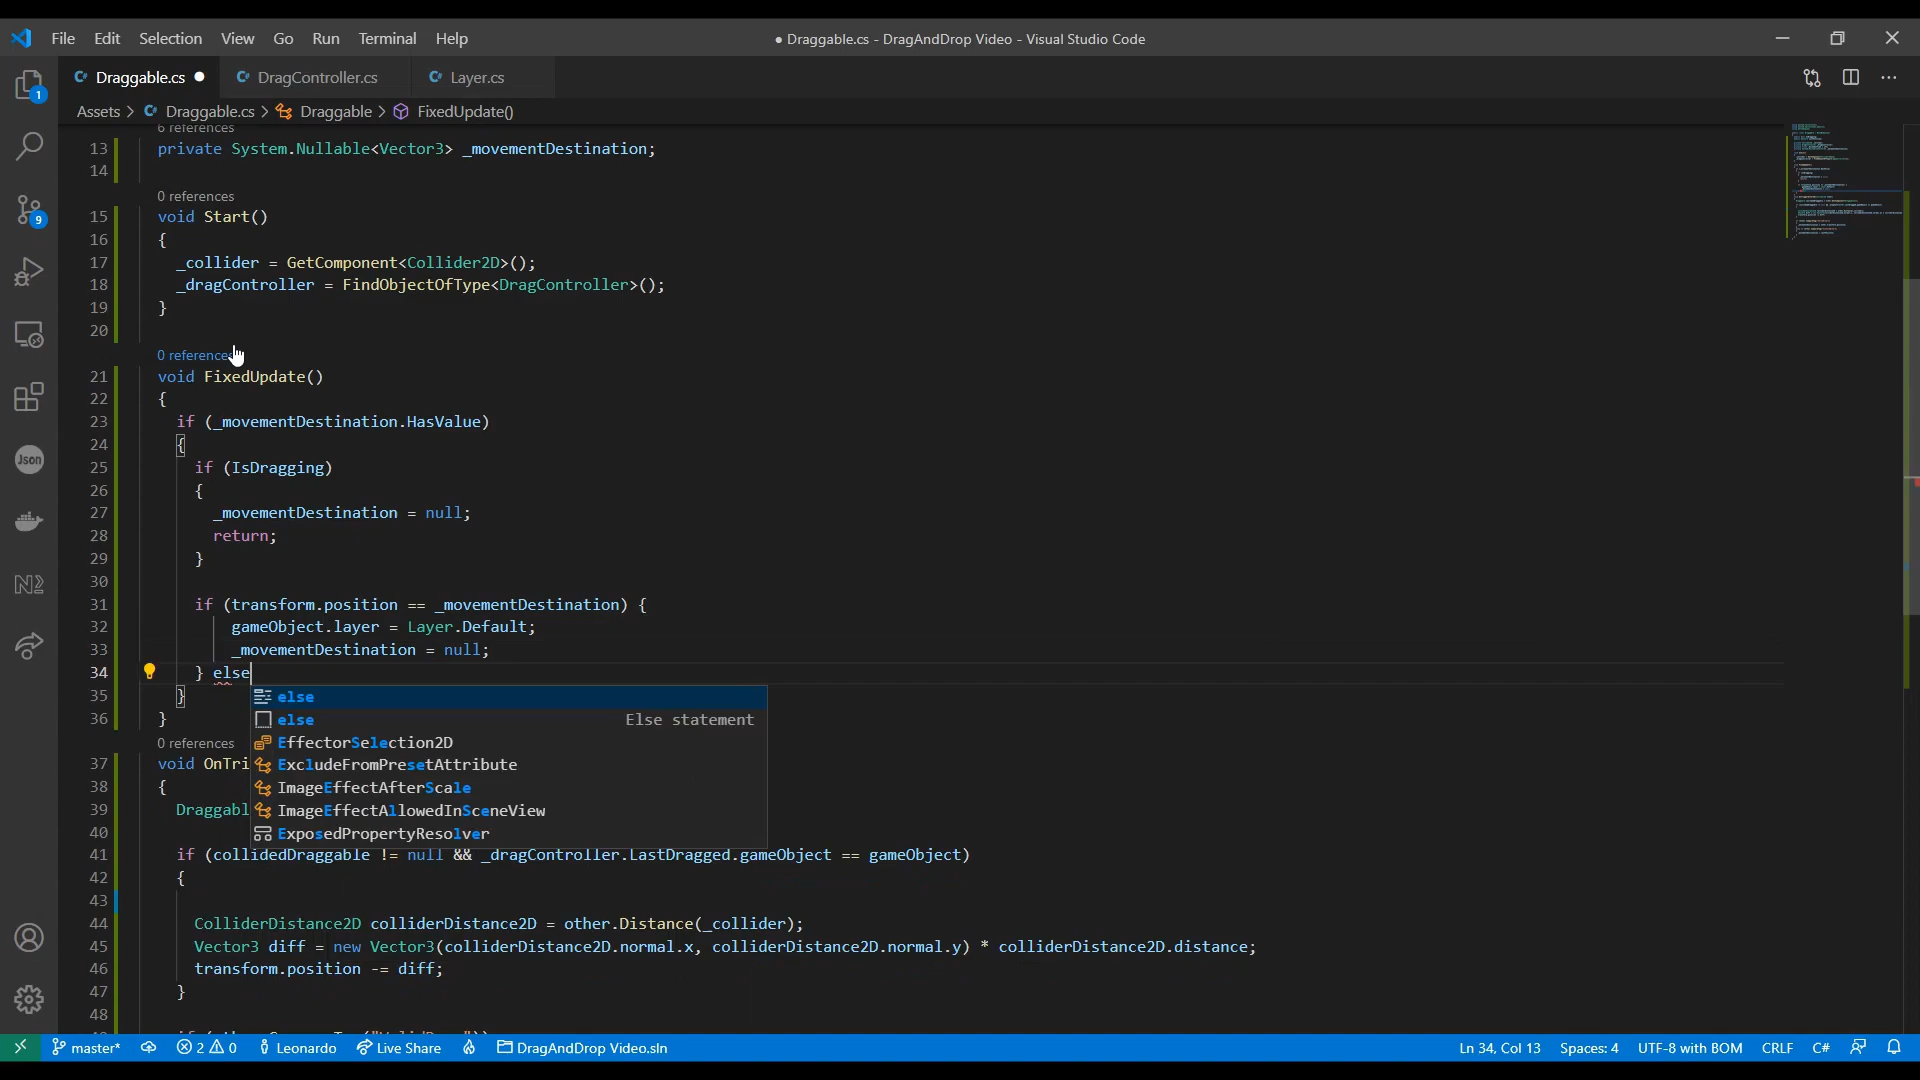 File Edit Selection View Go Run Terminal Help ● Draggable.cs - DragAndDrop Video - Visual Studio Code
Draggable.cs ● DragController.cs Layer.cs
Assets > Draggable.cs > Draggable > FixedUpdate()
6 references
13 private System.Nullable<Vector3> _movementDestination;
14
0 references
15 void Start()
16 {
17 _collider = GetComponent<Collider2D>();
18 _dragController = FindObjectOfType<DragController>();
19 }
20
0 references
21 void FixedUpdate()
22 {
23 if (_movementDestination.HasValue)
24 {
25 if (IsDragging)
26 {
27 _movementDestination = null;
28 return;
29 }
30
31 if (transform.position == _movementDestination) {
32 gameObject.layer = Layer.Default;
33 _movementDestination = null;
34 } else
35 }
else
36 }
else Else statement
0 references
EffectorSelection2D
37 void OnTri
ExcludeFromPresetAttribute
38 {
ImageEffectAfterScale
39 Draggabl
ImageEffectAllowedInSceneView
40
ExposedPropertyResolver
41 if (collidedDraggable != null && _dragController.LastDragged.gameObject == gameObject)
42 {
43
44 ColliderDistance2D colliderDistance2D = other.Distance(_collider);
45 Vector3 diff = new Vector3(colliderDistance2D.normal.x, colliderDistance2D.normal.y) * colliderDistance2D.distance;
46 transform.position -= diff;
47 }
48
1
9
Json
master* 2 0 Leonardo Live Share DragAndDrop Video.sln Ln 34, Col 13 Spaces: 4 UTF-8 with BOM CRLF C#